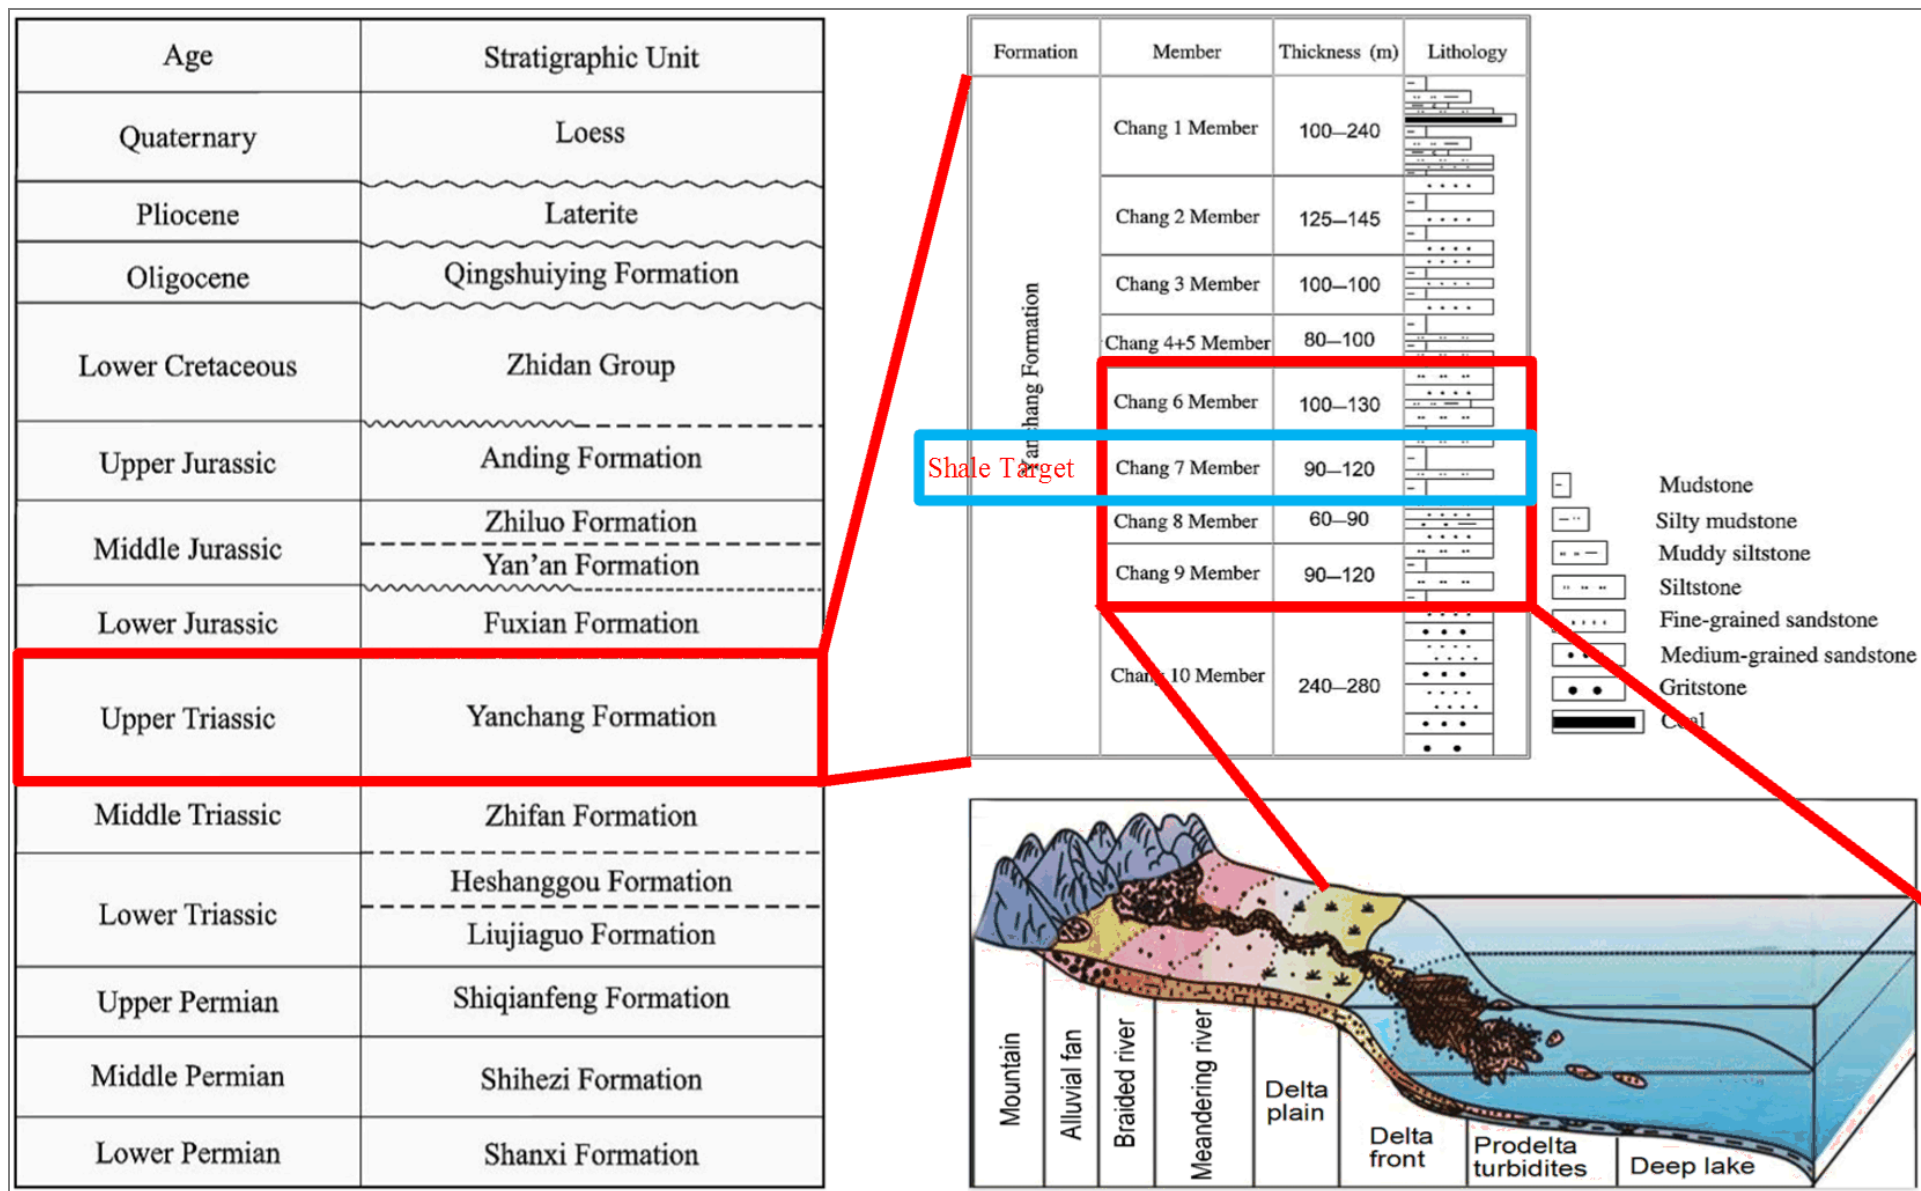 Age Stratigraphic Unit
Quaternary Loess
Pliocene Laterite
Oligocene Qingshuiying Formation
Lower Cretaceous Zhidan Group
Upper Jurassic Anding Formation
Middle Jurassic Zhiluo Formation
Yan’an Formation
Lower Jurassic Fuxian Formation
Upper Triassic Yanchang Formation
Middle Triassic Zhifan Formation
Lower Triassic Heshanggou Formation
Liujiaguo Formation
Upper Permian Shiqianfeng Formation
Middle Permian Shihezi Formation
Lower Permian Shanxi Formation
Formation Member Thickness (m) Lithology
Yanchang Formation
Chang 1 Member 100—240
Chang 2 Member 125—145
Chang 3 Member 100—100
Chang 4+5 Member 80—100
Chang 6 Member 100—130
Shale Target Chang 7 Member 90—120
Chang 8 Member 60—90
Chang 9 Member 90—120
Chang 10 Member 240—280
Mudstone
Silty mudstone
Muddy siltstone
Siltstone
Fine-grained sandstone
Medium-grained sandstone
Gritstone
Coal
Mountain
Alluvial fan
Braided river
Meandering river
Delta
plain
Delta
front
Prodelta
turbidites
Deep lake